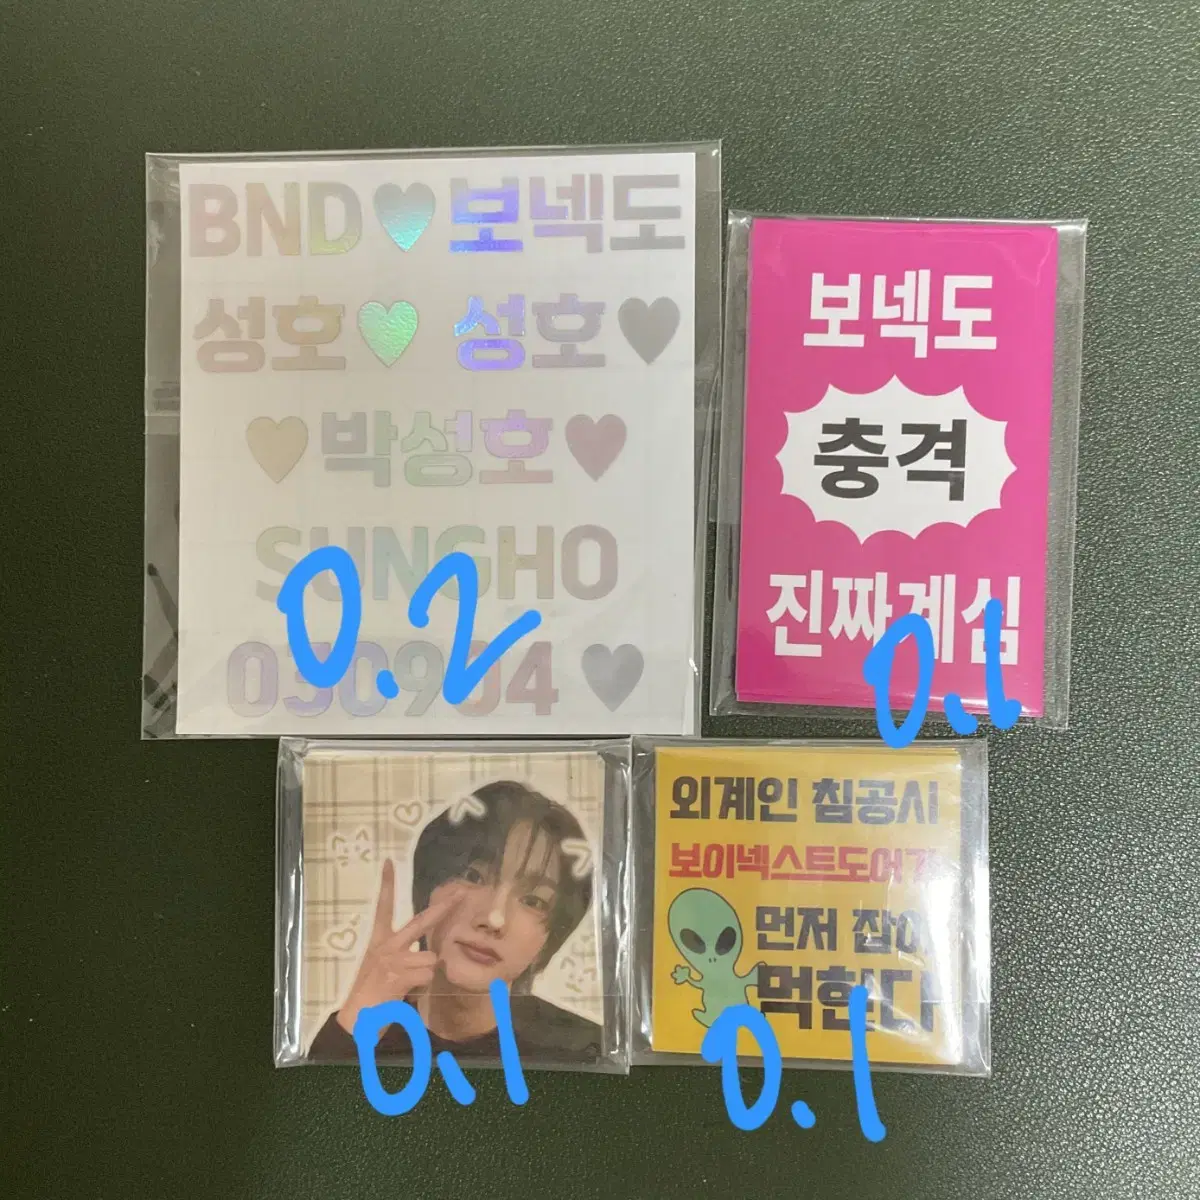 BND♥보넥도
성호♥ 성호♥
♥박성호♥
SUNGHO
0.2
030904♥
보넥도
충격
진짜계심
0.1
0.1
외계인 침공시
보이넥스트도어가
먼저 잡아
먹힌다
0.1